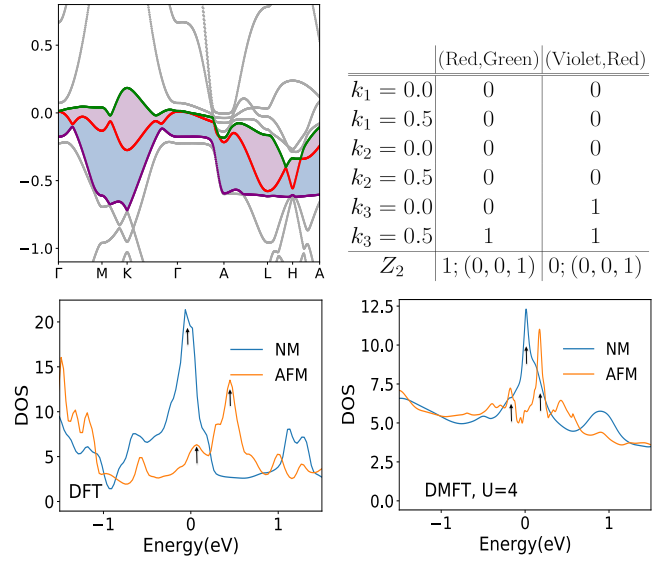 0.5
0.0
−0.5
−1.0
Γ M K Γ A L H A
(Red,Green) (Violet,Red)
k₁ = 0.0 0 0
k₁ = 0.5 0 0
k₂ = 0.0 0 0
k₂ = 0.5 0 0
k₃ = 0.0 0 1
k₃ = 0.5 1 1
Z₂ 1; (0, 0, 1) 0; (0, 0, 1)
20
15
10
5
0
DOS
NM
AFM
DFT
−1 0 1
Energy(eV)
12.5
10.0
7.5
5.0
2.5
0.0
DOS
NM
AFM
DMFT, U=4
−1 0 1
Energy(eV)